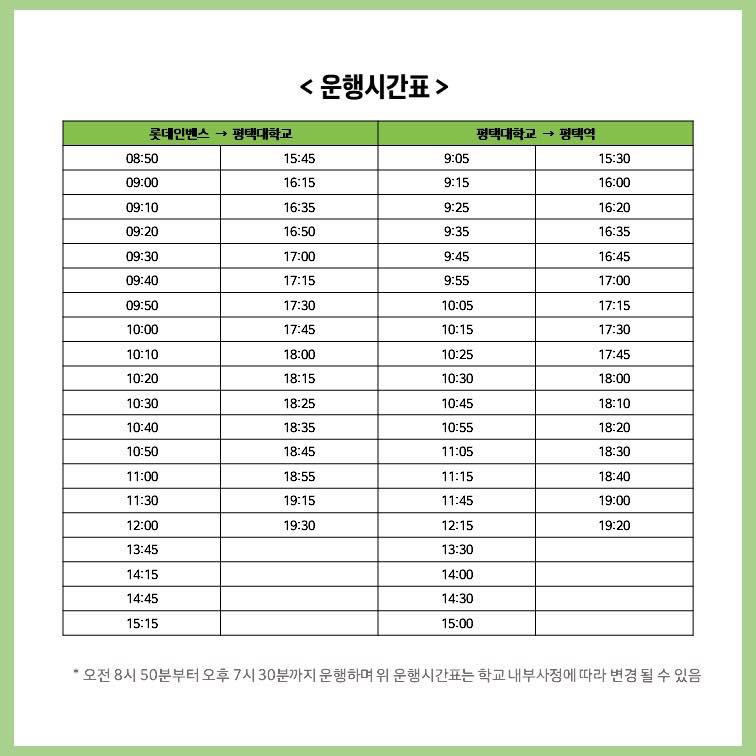 < 운행시간표 >
롯데인벤스 → 평택대학교 평택대학교 → 평택역
08:50 15:45 9:05 15:30
09:00 16:15 9:15 16:00
09:10 16:35 9:25 16:20
09:20 16:50 9:35 16:35
09:30 17:00 9:45 16:45
09:40 17:15 9:55 17:00
09:50 17:30 10:05 17:15
10:00 17:45 10:15 17:30
10:10 18:00 10:25 17:45
10:20 18:15 10:30 18:00
10:30 18:25 10:45 18:10
10:40 18:35 10:55 18:20
10:50 18:45 11:05 18:30
11:00 18:55 11:15 18:40
11:30 19:15 11:45 19:00
12:00 19:30 12:15 19:20
13:45 13:30
14:15 14:00
14:45 14:30
15:15 15:00
* 오전 8시 50분부터 오후 7시 30분까지 운행하며 위 운행시간표는 학교 내부사정에 따라 변경 될 수 있음